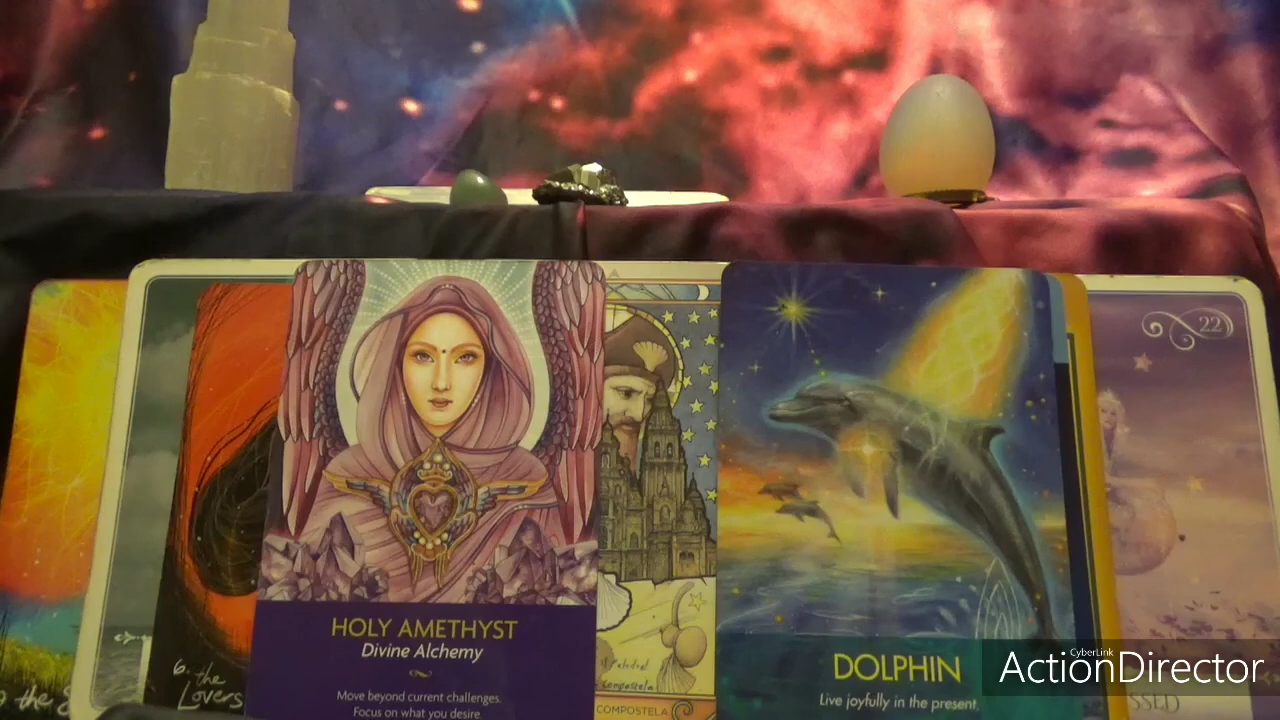 22
6. the
Lovers
HOLY AMETHYST
Divine Alchemy
Move beyond current challenges.
Focus on what you desire.
COMPOSTELA
DOLPHIN
Live joyfully in the present.
CyberLink
ActionDirector